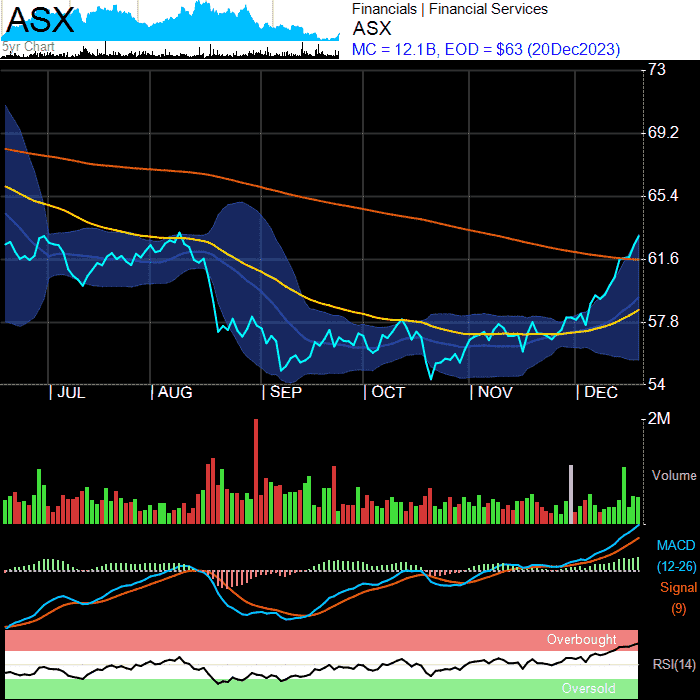 ASX
5yr Chart
Financials | Financial Services
ASX
MC = 12.1B, EOD = $63 (20Dec2023)
73
69.2
65.4
61.6
57.8
54
| JUL | AUG | SEP | OCT | NOV | DEC
2M
Volume
MACD
(12-26)
Signal
(9)
Overbought
RSI(14)
Oversold